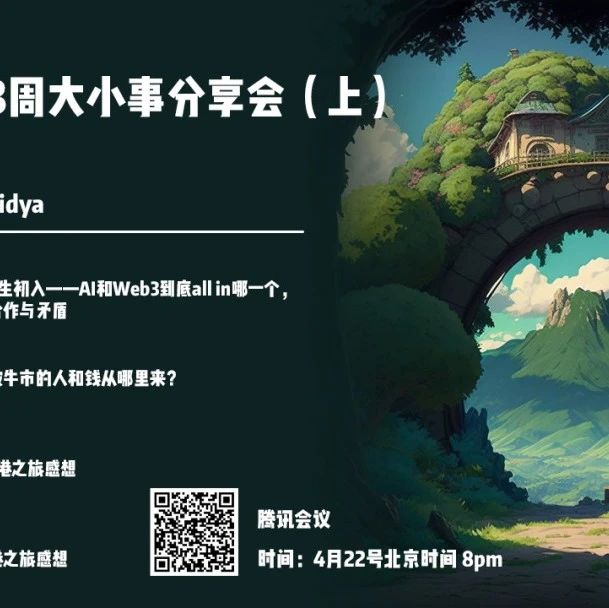 3周大小事分享会（上）
idya
生初入——AI和Web3到底all in哪一个，
合作与矛盾
牛市的人和钱从哪里来？
港之旅感想
腾讯会议
港之旅感想
时间：4月22号北京时间 8pm